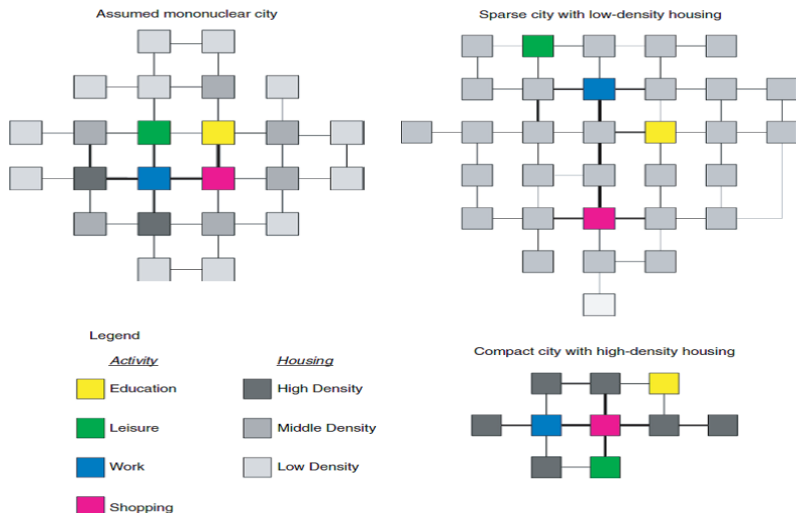 Assumed mononuclear city
Sparse city with low-density housing
Legend
Activity
Housing
Education
High Density
Leisure
Middle Density
Work
Low Density
Shopping
Compact city with high-density housing